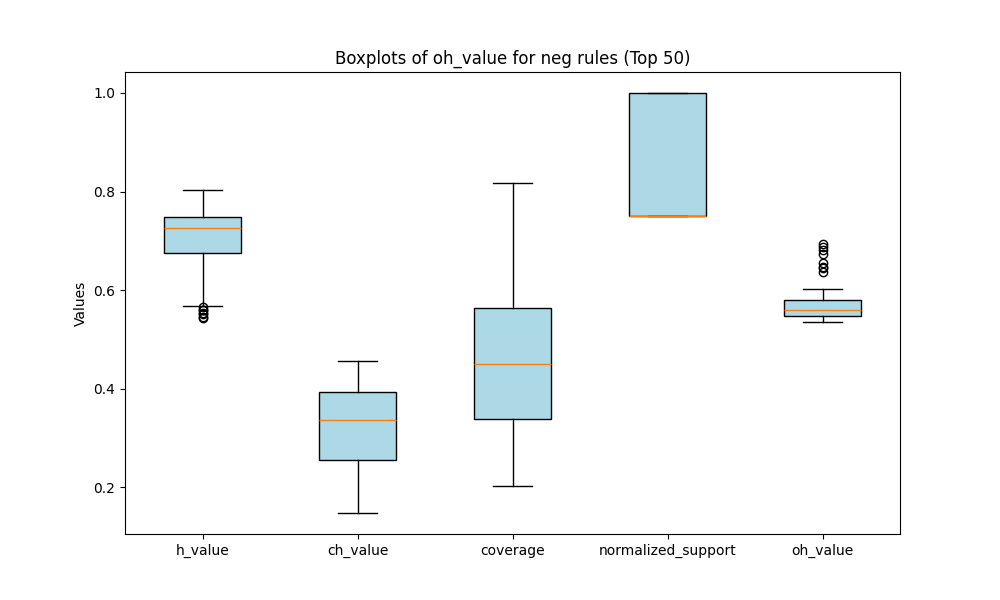 Boxplots of oh_value for neg rules (Top 50)
Values
1.0
0.8
0.6
0.4
0.2
h_value
ch_value
coverage
normalized_support
oh_value